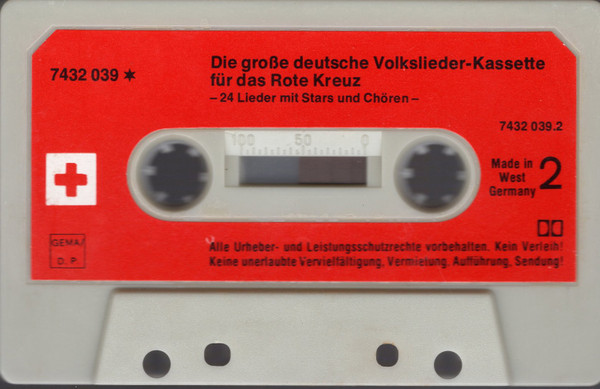 7432 039 ✶
Die große deutsche Volkslieder-Kassette
für das Rote Kreuz
– 24 Lieder mit Stars und Chören –
7432 039.2
100 50 0
Made in
West
Germany
2
GEMA/
D.P.
Alle Urheber- und Leistungsschutzrechte vorbehalten. Kein Verleih!
Keine unerlaubte Vervielfältigung, Vermietung, Aufführung, Sendung!